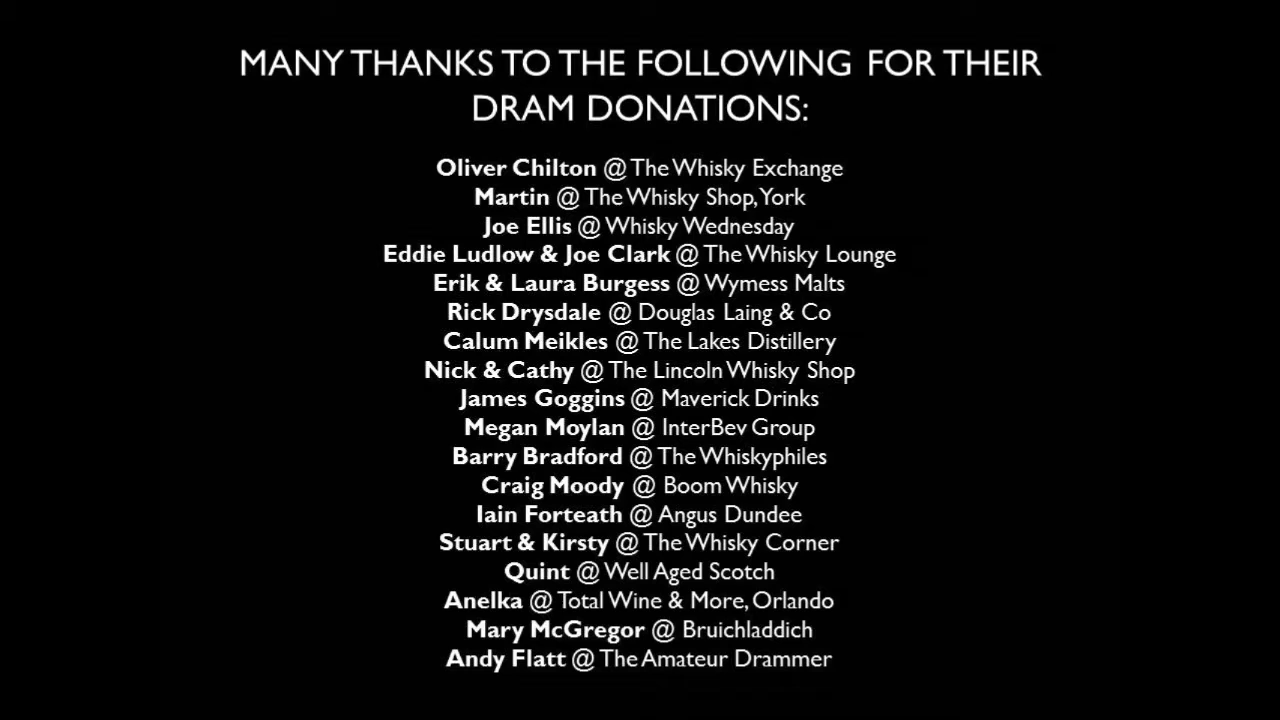 MANY THANKS TO THE FOLLOWING FOR THEIR
DRAM DONATIONS:
Oliver Chilton @ The Whisky Exchange
Martin @ The Whisky Shop, York
Joe Ellis @ Whisky Wednesday
Eddie Ludlow & Joe Clark @ The Whisky Lounge
Erik & Laura Burgess @ Wymess Malts
Rick Drysdale @ Douglas Laing & Co
Calum Meikles @ The Lakes Distillery
Nick & Cathy @ The Lincoln Whisky Shop
James Goggins @ Maverick Drinks
Megan Moylan @ InterBev Group
Barry Bradford @ The Whiskyphiles
Craig Moody @ Boom Whisky
Iain Forteath @ Angus Dundee
Stuart & Kirsty @ The Whisky Corner
Quint @ Well Aged Scotch
Anelka @ Total Wine & More, Orlando
Mary McGregor @ Bruichladdich
Andy Flatt @ The Amateur Drammer